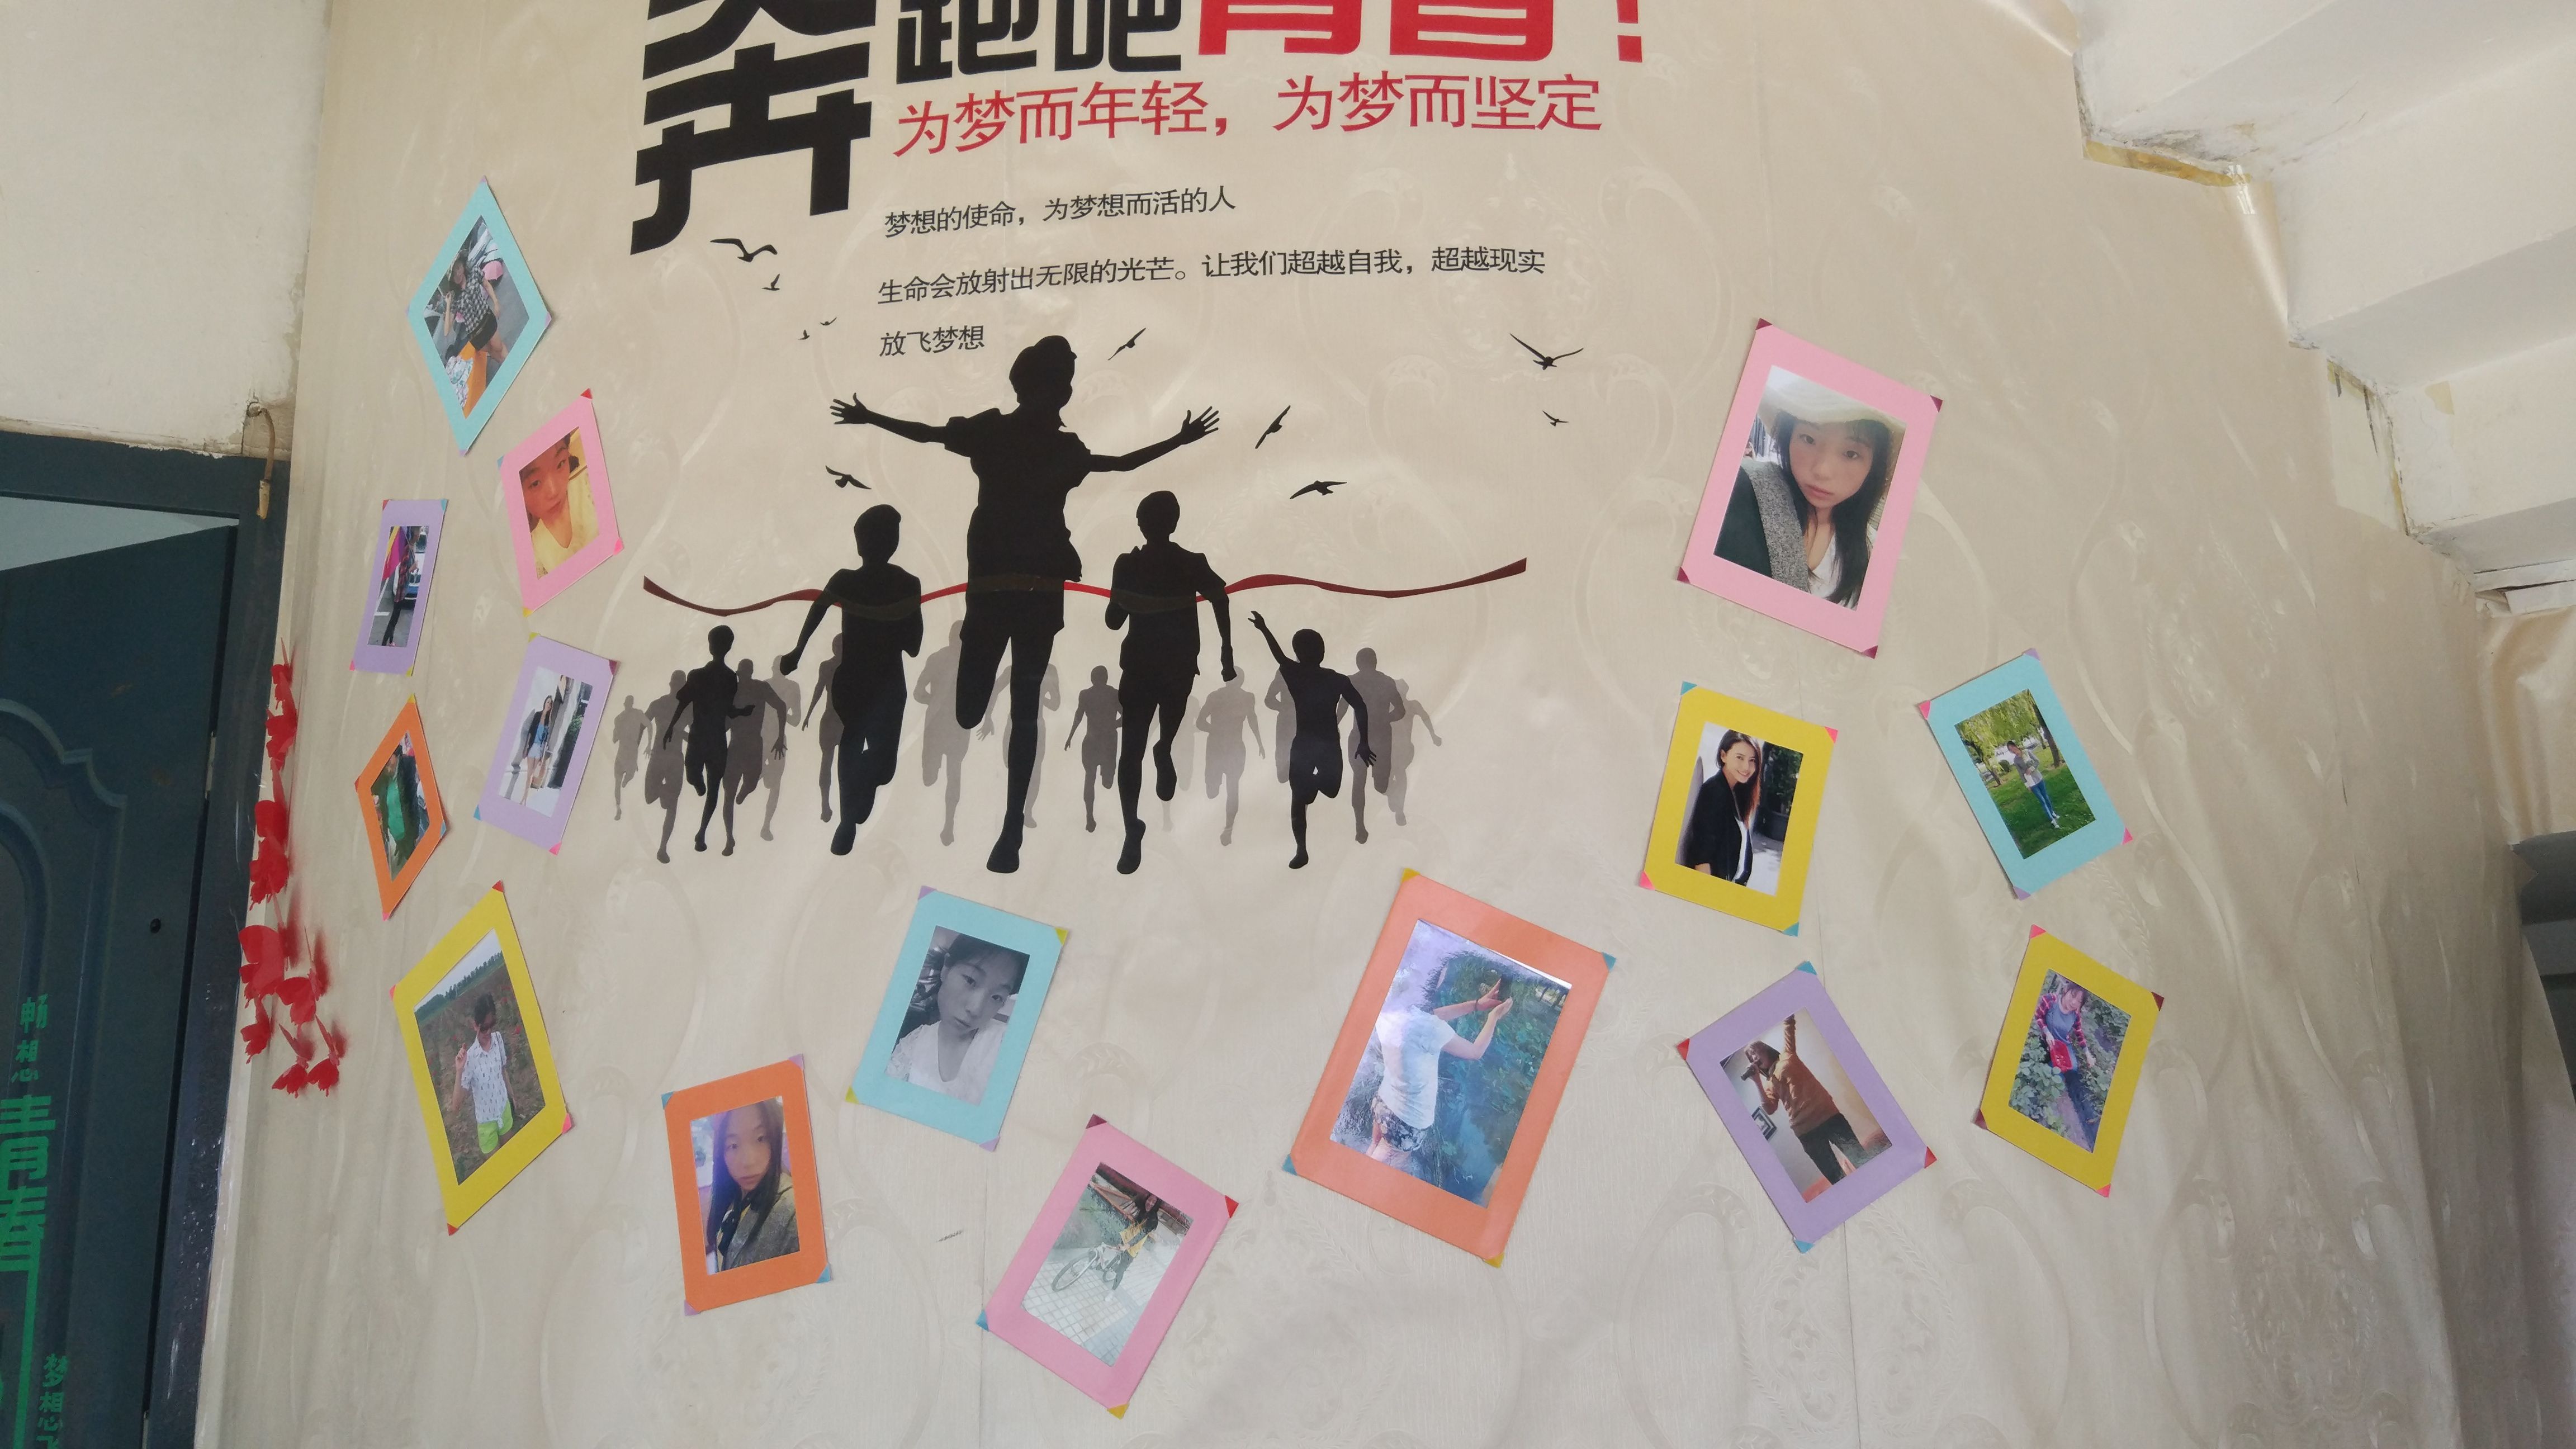 奔跑吧青春！
为梦而年轻，为梦而坚定
梦想的使命，为梦想而活的人
生命会放射出无限的光芒。让我们超越自我，超越现实
放飞梦想
畅想
青春
梦想飞